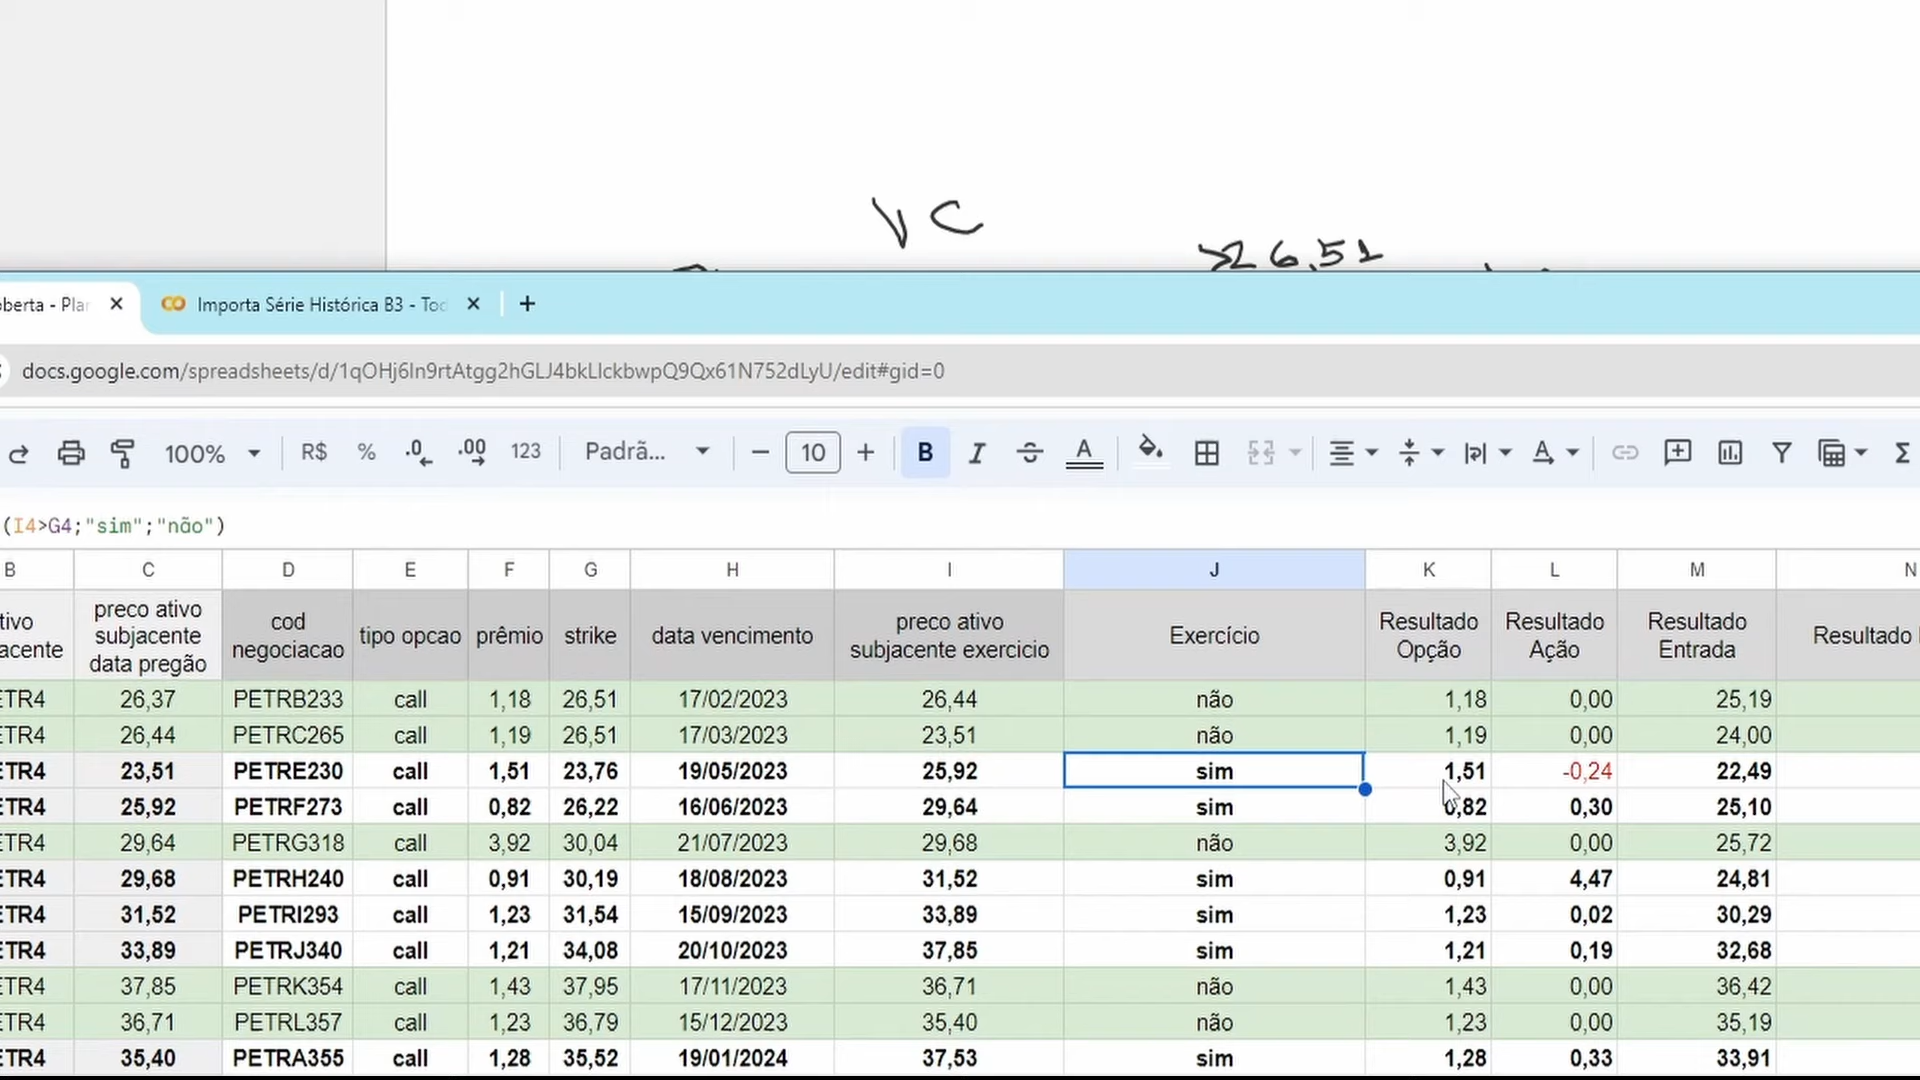 VC
>26,51
oberta - Plar
Importa Série Histórica B3 - Toc
docs.google.com/spreadsheets/d/1qOHj6ln9rtAtgg2hGLJ4bkLIckbwpQ9Qx61N752dLyU/edit#gid=0
100% R$ % .0 .00 123 Padrã... 10 B I A
(I4>G4;"sim";"não")
B C D E F G H I J K L M N
tivo
acente
preco ativo
subjacente
data pregão
cod
negociacao
tipo opcao
prêmio
strike
data vencimento
preco ativo
subjacente exercicio
Exercício
Resultado
Opção
Resultado
Ação
Resultado
Entrada
Resultado
ETR4 26,37 PETRB233 call 1,18 26,51 17/02/2023 26,44 não 1,18 0,00 25,19
ETR4 26,44 PETRC265 call 1,19 26,51 17/03/2023 23,51 não 1,19 0,00 24,00
ETR4 23,51 PETRE230 call 1,51 23,76 19/05/2023 25,92 sim 1,51 -0,24 22,49
ETR4 25,92 PETRF273 call 0,82 26,22 16/06/2023 29,64 sim 0,82 0,30 25,10
ETR4 29,64 PETRG318 call 3,92 30,04 21/07/2023 29,68 não 3,92 0,00 25,72
ETR4 29,68 PETRH240 call 0,91 30,19 18/08/2023 31,52 sim 0,91 4,47 24,81
ETR4 31,52 PETRI293 call 1,23 31,54 15/09/2023 33,89 sim 1,23 0,02 30,29
ETR4 33,89 PETRJ340 call 1,21 34,08 20/10/2023 37,85 sim 1,21 0,19 32,68
ETR4 37,85 PETRK354 call 1,43 37,95 17/11/2023 36,71 não 1,43 0,00 36,42
ETR4 36,71 PETRL357 call 1,23 36,79 15/12/2023 35,40 não 1,23 0,00 35,19
ETR4 35,40 PETRA355 call 1,28 35,52 19/01/2024 37,53 sim 1,28 0,33 33,91